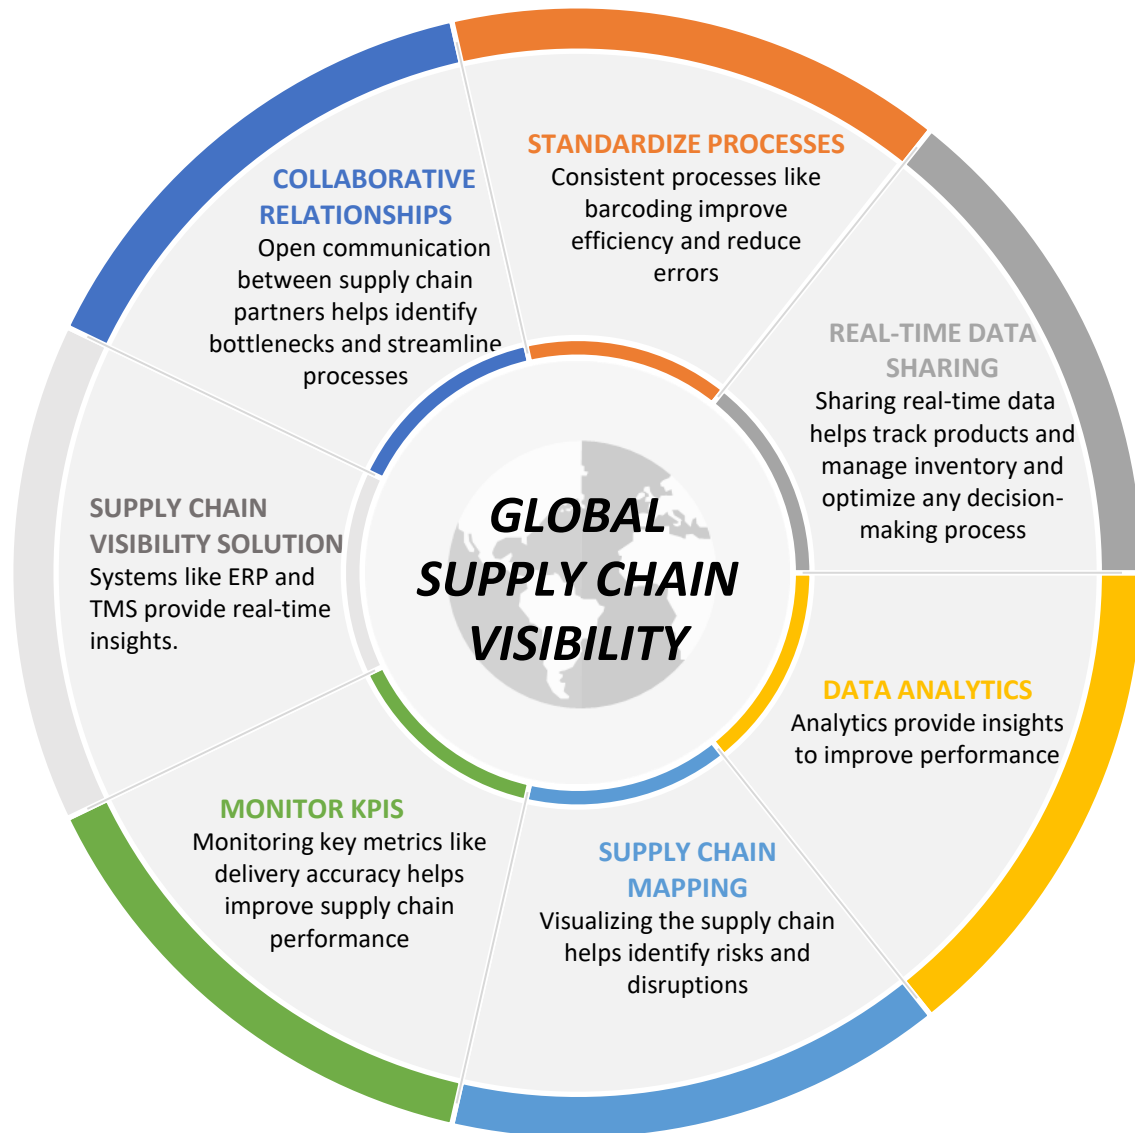 STANDARDIZE PROCESSES
Consistent processes like
barcoding improve
efficiency and reduce
errors
REAL-TIME DATA
SHARING
Sharing real-time data
helps track products and
manage inventory and
optimize any decision-
making process
DATA ANALYTICS
Analytics provide insights
to improve performance
SUPPLY CHAIN
MAPPING
Visualizing the supply chain
helps identify risks and
disruptions
MONITOR KPIS
Monitoring key metrics like
delivery accuracy helps
improve supply chain
performance
SUPPLY CHAIN
VISIBILITY SOLUTION
Systems like ERP and
TMS provide real-time
insights.
COLLABORATIVE
RELATIONSHIPS
Open communication
between supply chain
partners helps identify
bottlenecks and streamline
processes
GLOBAL
SUPPLY CHAIN
VISIBILITY